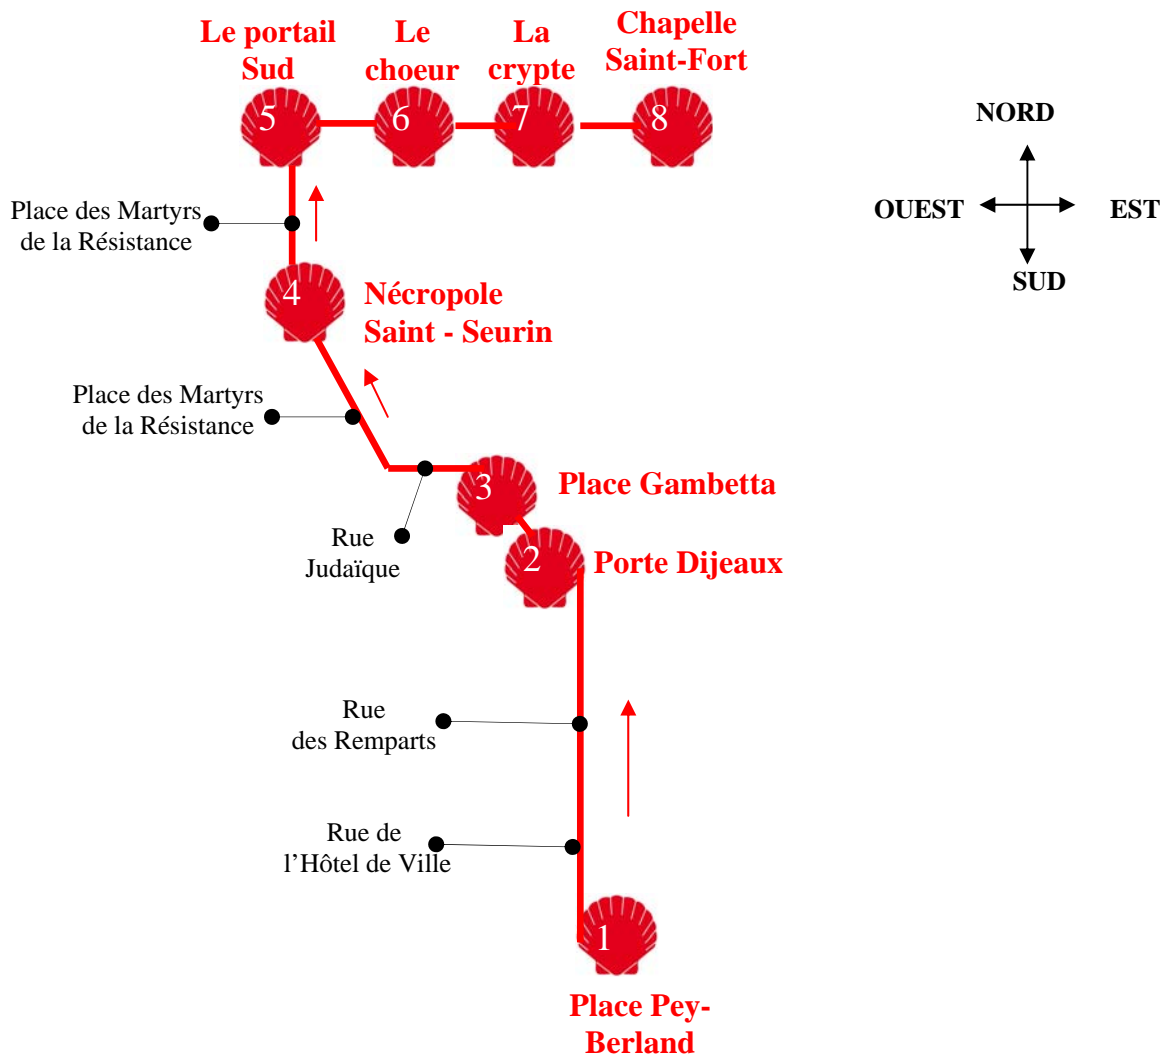 Le portail
Sud
Le
choeur
La
crypte
Chapelle
Saint-Fort
5
6
7
8
NORD
OUEST
EST
SUD
Place des Martyrs
de la Résistance
4
Nécropole
Saint - Seurin
Place des Martyrs
de la Résistance
3
Place Gambetta
Rue
Judaïque
2
Porte Dijeaux
Rue
des Remparts
Rue de
l’Hôtel de Ville
1
Place Pey-
Berland